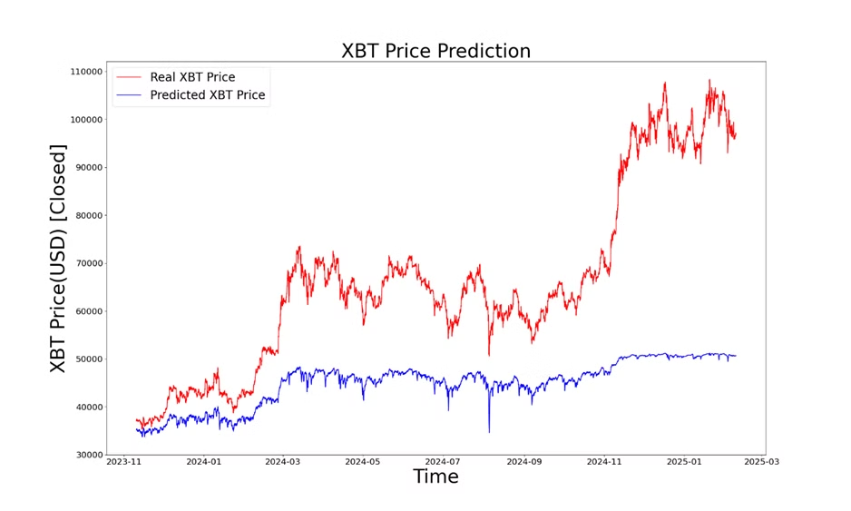 XBT Price Prediction
Real XBT Price
Predicted XBT Price
110000
100000
90000
80000
70000
60000
50000
40000
30000
XBT Price(USD) [Closed]
2023-11 2024-01 2024-03 2024-05 2024-07 2024-09 2024-11 2025-01 2025-03
Time